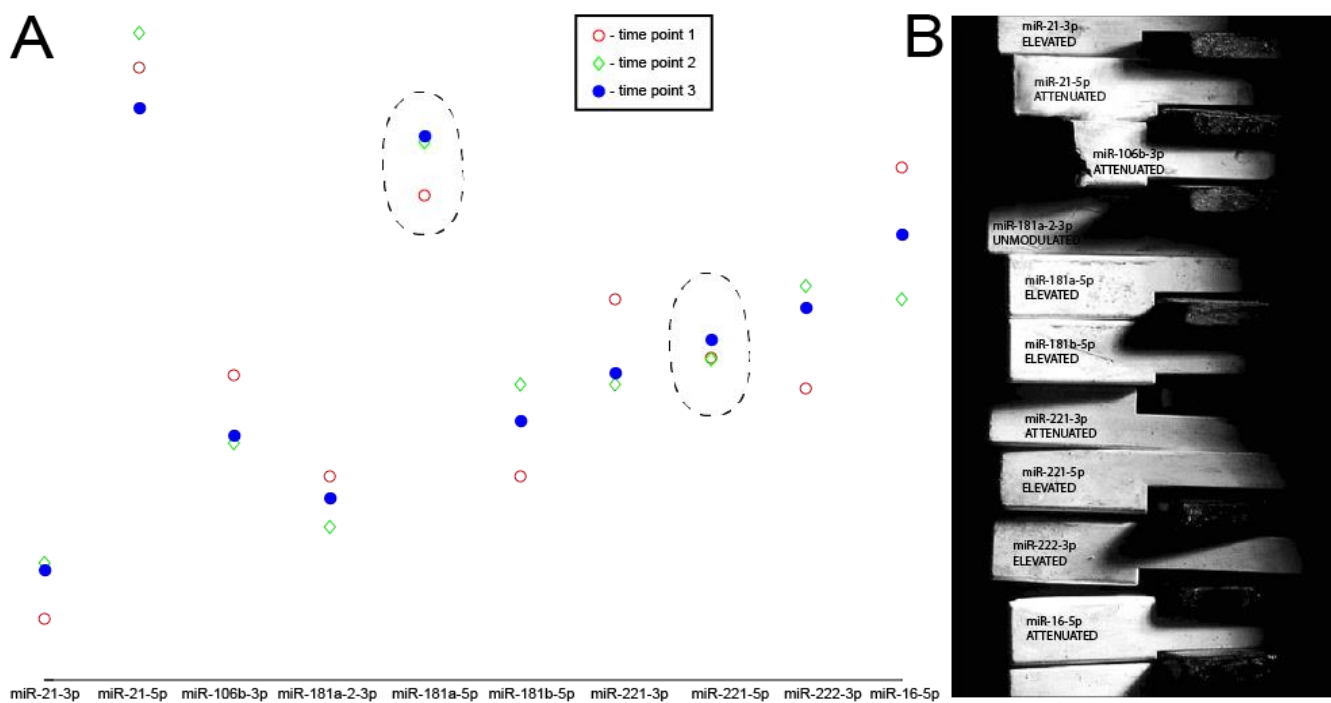 A
- time point 1
- time point 2
- time point 3
miR-21-3p
miR-21-5p
miR-106b-3p
miR-181a-2-3p
miR-181a-5p
miR-181b-5p
miR-221-3p
miR-221-5p
miR-222-3p
miR-16-5p
B
miR-21-3p
ELEVATED
miR-21-5p
ATTENUATED
miR-106b-3p
ATTENUATED
miR-181a-2-3p
UNMODULATED
miR-181a-5p
ELEVATED
miR-181b-5p
ELEVATED
miR-221-3p
ATTENUATED
miR-221-5p
ELEVATED
miR-222-3p
ELEVATED
miR-16-5p
ATTENUATED